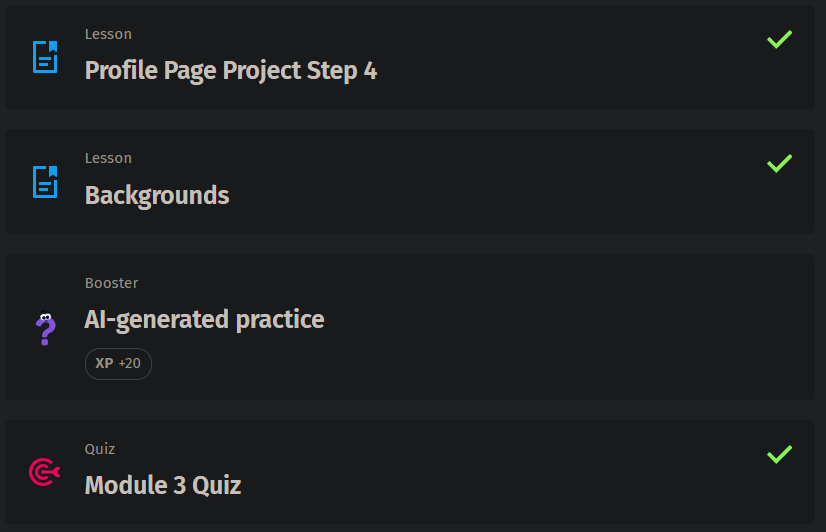 Lesson
Profile Page Project Step 4
Lesson
Backgrounds
Booster
AI-generated practice
XP +20
Quiz
Module 3 Quiz